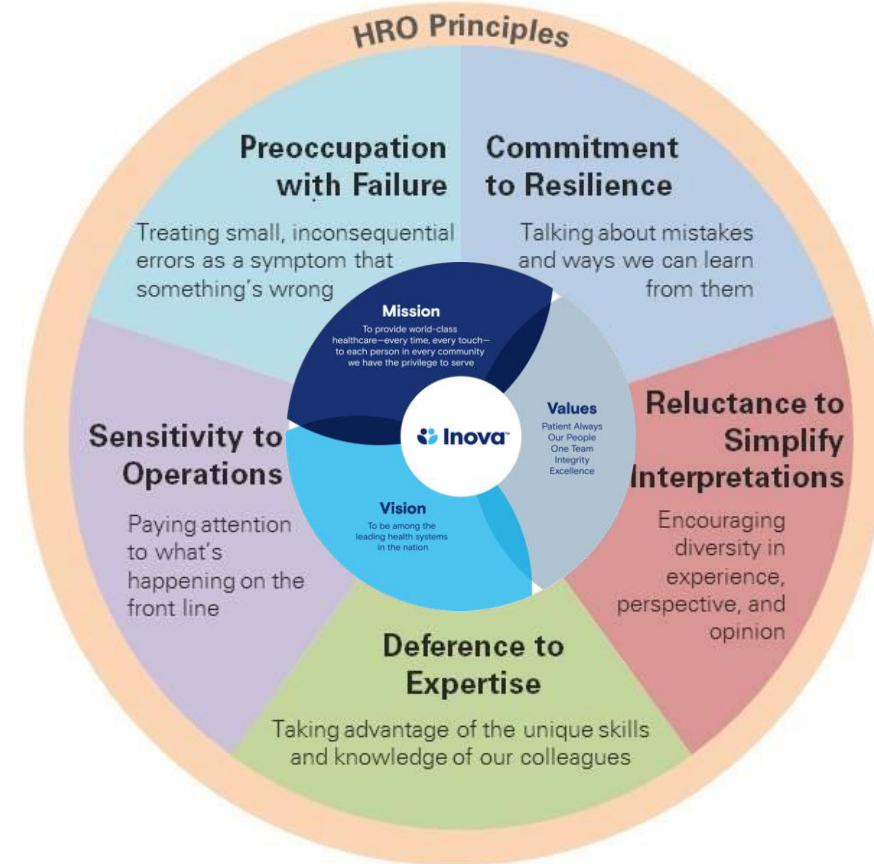 HRO Principles
Preoccupation
with Failure
Treating small, inconsequential
errors as a symptom that
something's wrong
Commitment
to Resilience
Talking about mistakes
and ways we can learn
from them
Mission
To provide world-class
healthcare—every time, every touch—
to each person in every community
we have the privilege to serve
Inova™
Values
Patient Always
Our People
One Team
Integrity
Excellence
Vision
To be among the
leading health systems
in the nation
Sensitivity to
Operations
Paying attention
to what's
happening on the
front line
Reluctance to
Simplify
Interpretations
Encouraging
diversity in
experience,
perspective, and
opinion
Deference to
Expertise
Taking advantage of the unique skills
and knowledge of our colleagues